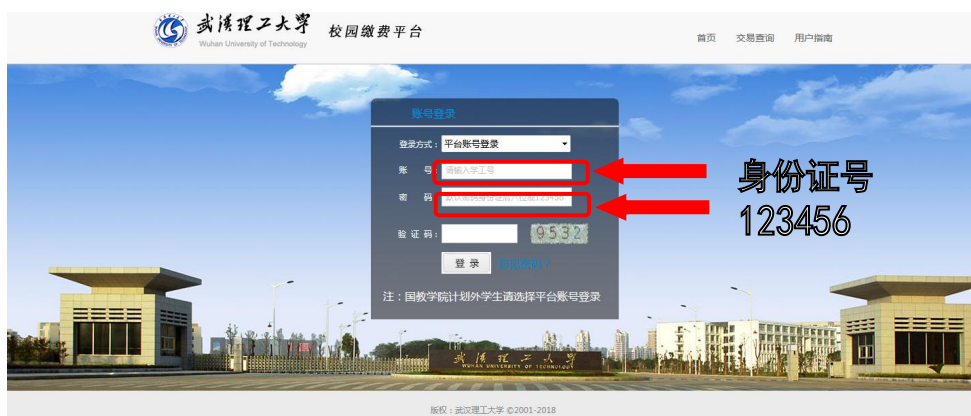 武汉理工大学 校园缴费平台
Wuhan University of Technology
首页 交易查询 用户指南
账号登录
登录方式： 平台账号登录
账 号： 请输入学工号
密 码
验证码： 9532
登 录 忘记密码？
注：国教学院计划外学生请选择平台账号登录
身份证号
123456
武汉理工大学
WUHAN UNIVERSITY OF TECHNOLOGY
版权：武汉理工大学 ©2001-2018